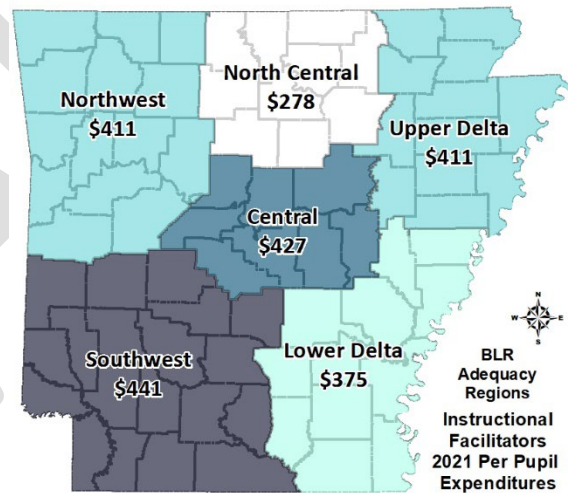 North Central
$278
Northwest
$411
Upper Delta
$411
Central
$427
Southwest
$441
Lower Delta
$375
N
W E
S
BLR
Adequacy
Regions
Instructional
Facilitators
2021 Per Pupil
Expenditures